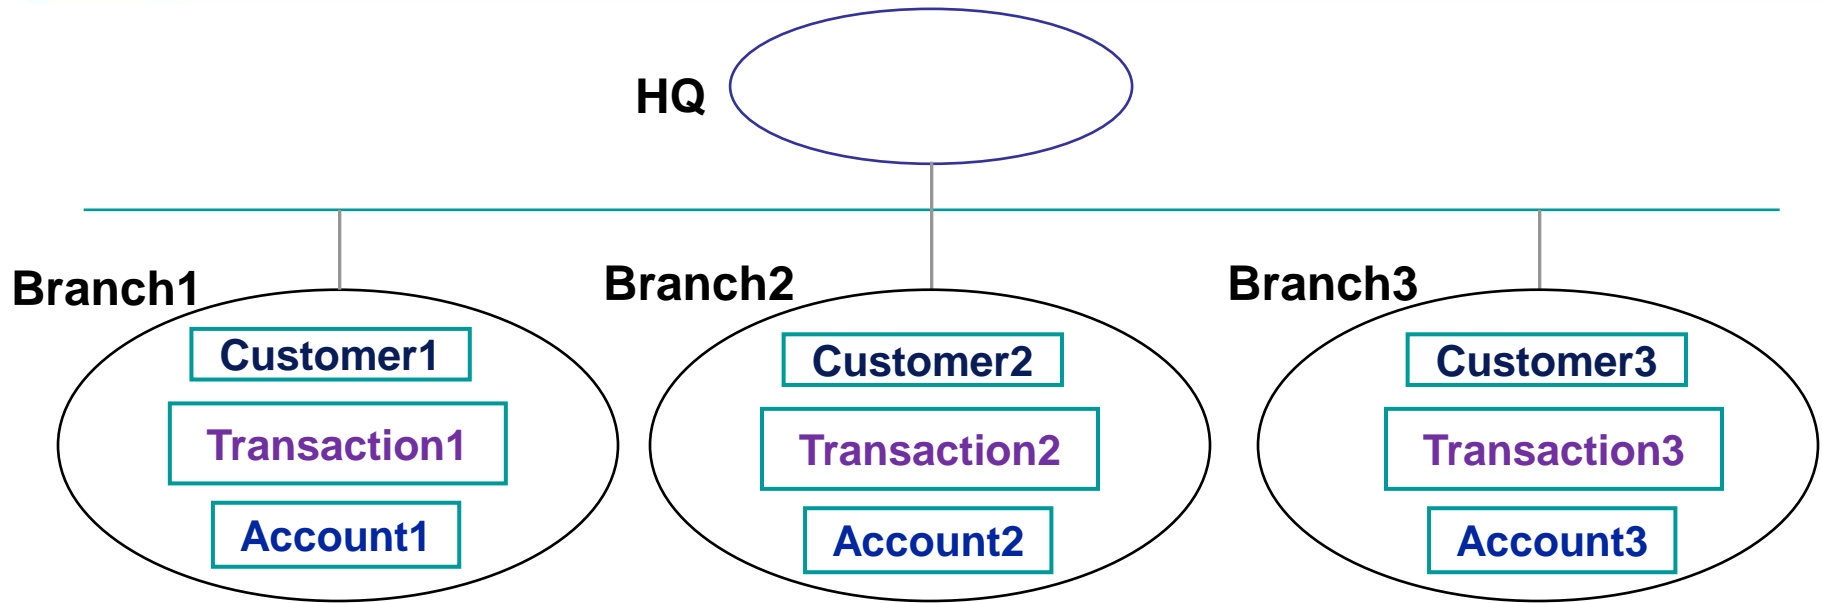 HQ
Branch1
Branch2
Branch3
Customer1
Customer2
Customer3
Transaction1
Transaction2
Transaction3
Account1
Account2
Account3